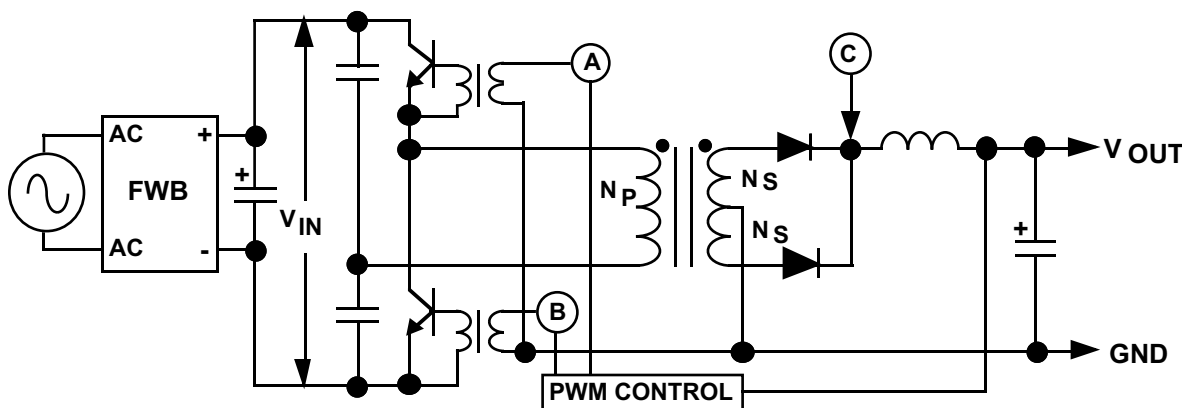 A
C
AC
+
FWB
+
AC
-
V IN
N P
N S
N S
V OUT
+
B
GND
PWM CONTROL